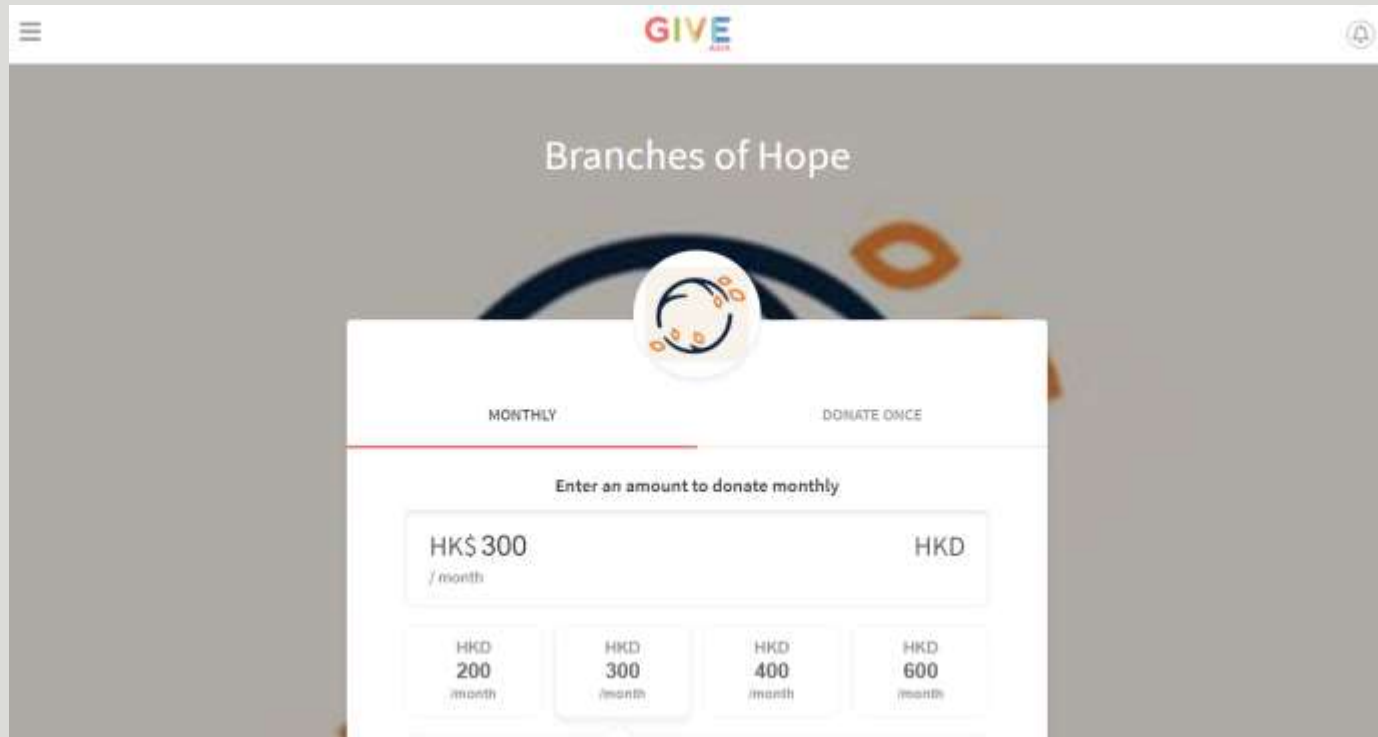 GIVE
ASIA
Branches of Hope
MONTHLY
DONATE ONCE
Enter an amount to donate monthly
HK$ 300 HKD
/ month
HKD HKD HKD HKD
200 300 400 600
/month /month /month /month